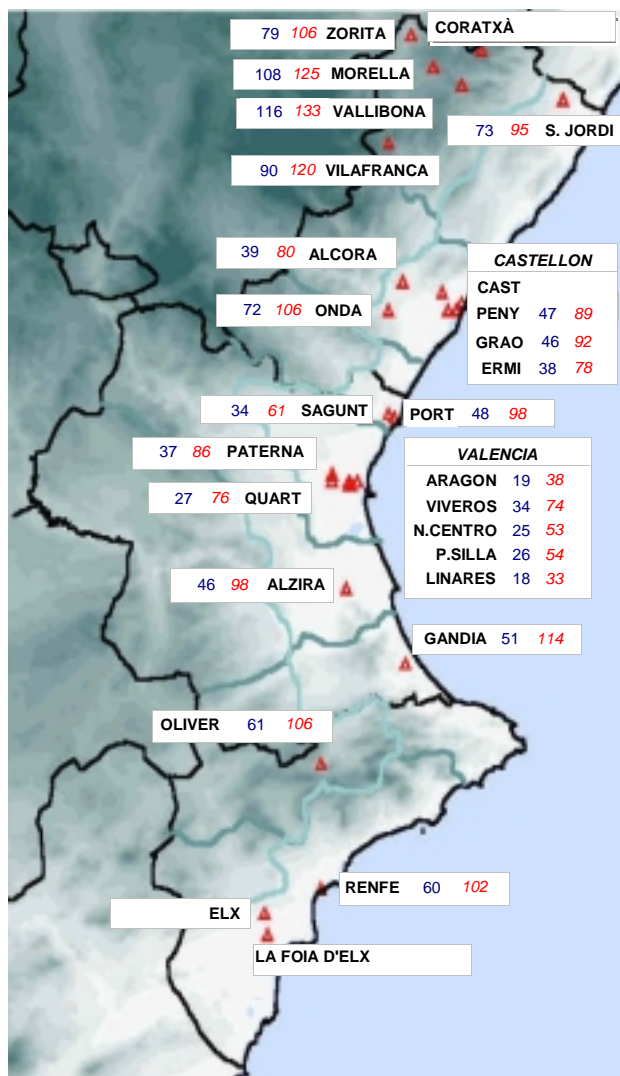 79 106 ZORITA
CORATXÀ
108 125 MORELLA
116 133 VALLIBONA
73 95 S. JORDI
90 120 VILAFRANCA
39 80 ALCORA
72 106 ONDA
CASTELLON
CAST
PENY 47 89
GRAO 46 92
ERMI 38 78
34 61 SAGUNT
PORT 48 98
37 86 PATERNA
27 76 QUART
VALENCIA
ARAGON 19 38
VIVEROS 34 74
N.CENTRO 25 53
P.SILLA 26 54
LINARES 18 33
46 98 ALZIRA
GANDIA 51 114
OLIVER 61 106
RENFE 60 102
ELX
LA FOIA D'ELX